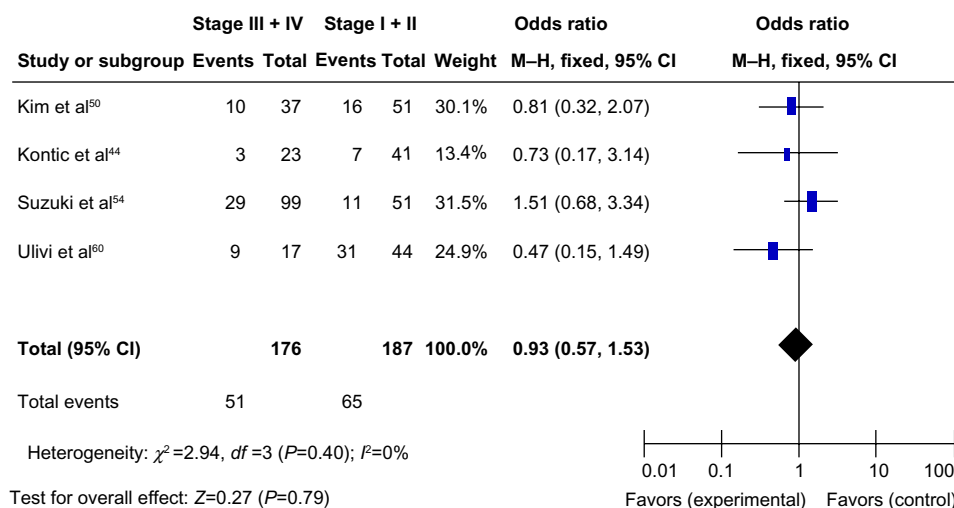 Stage III + IV Stage I + II Odds ratio Odds ratio
Study or subgroup Events Total Events Total Weight M–H, fixed, 95% CI M–H, fixed, 95% CI
Kim et al⁵⁰ 10 37 16 51 30.1% 0.81 (0.32, 2.07)
Kontic et al⁴⁴ 3 23 7 41 13.4% 0.73 (0.17, 3.14)
Suzuki et al⁵⁴ 29 99 11 51 31.5% 1.51 (0.68, 3.34)
Ulivi et al⁶⁰ 9 17 31 44 24.9% 0.47 (0.15, 1.49)
Total (95% CI) 176 187 100.0% 0.93 (0.57, 1.53)
Total events 51 65
Heterogeneity: χ²=2.94, df=3 (P=0.40); I²=0%
0.01 0.1 1 10 100
Test for overall effect: Z=0.27 (P=0.79)
Favors (experimental) Favors (control)